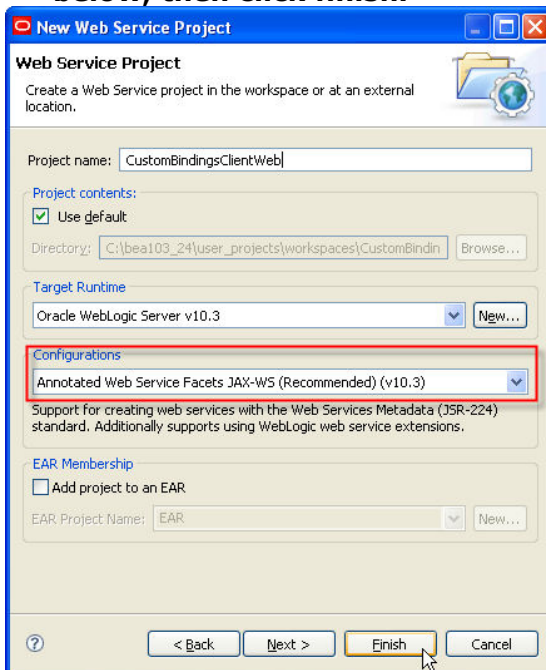 below, then click finish.
New Web Service Project
Web Service Project
Create a Web Service project in the workspace or at an external
location.
Project name: CustomBindingsClientWeb
Project contents:
Use default
Directory: C:\bea103_24\user_projects\workspaces\CustomBindin Browse...
Target Runtime
Oracle WebLogic Server v10.3 New...
Configurations
Annotated Web Service Facets JAX-WS (Recommended) (v10.3)
Support for creating web services with the Web Services Metadata (JSR-224)
standard. Additionally supports using WebLogic web service extensions.
EAR Membership
Add project to an EAR
EAR Project Name: EAR New...
? < Back Next > Finish Cancel